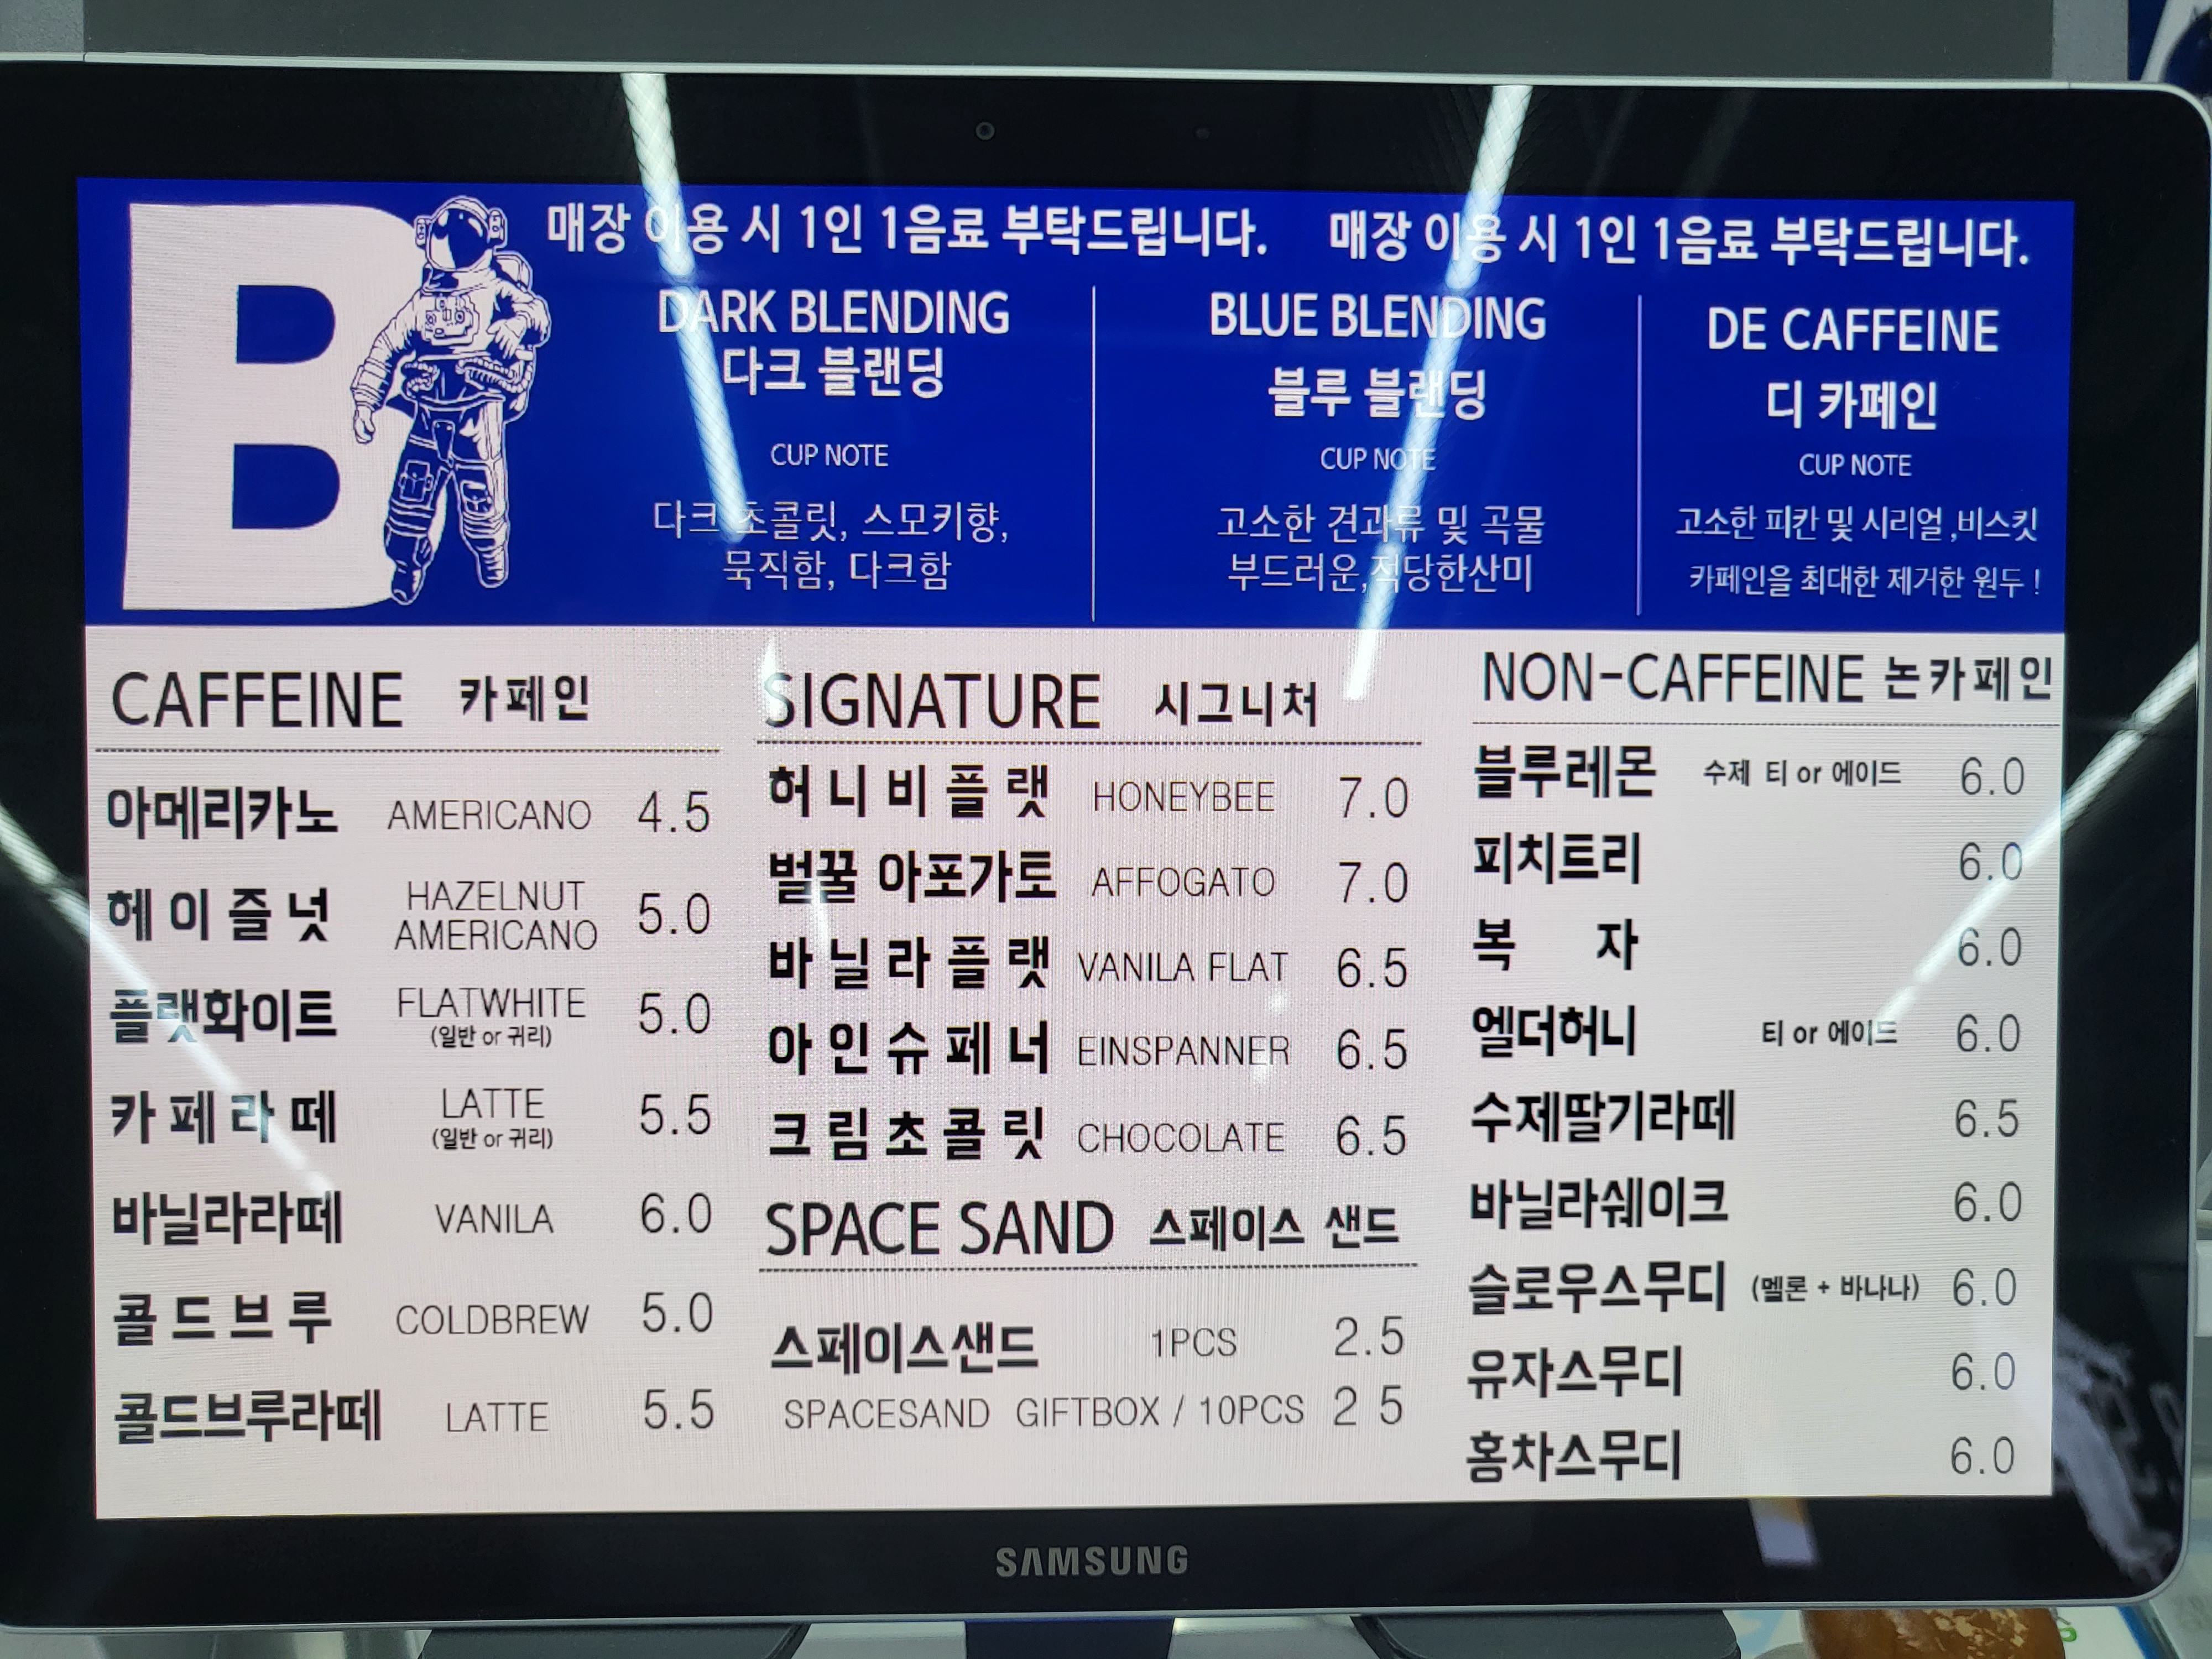 B
매장 이용 시 1인 1음료 부탁드립니다. 매장 이용 시 1인 1음료 부탁드립니다.
DARK BLENDING
다크 블랜딩
CUP NOTE
다크 초콜릿, 스모키향,
묵직함, 다크함
BLUE BLENDING
블루 블랜딩
CUP NOTE
고소한 견과류 및 곡물
부드러운,적당한산미
DE CAFFEINE
디 카페인
CUP NOTE
고소한 피칸 및 시리얼 ,비스킷
카페인을 최대한 제거한 원두 !
CAFFEINE 카페인
아메리카노 AMERICANO 4.5
헤이즐넛 HAZELNUT AMERICANO 5.0
플랫화이트 FLATWHITE (일반 or 귀리) 5.0
카페라떼 LATTE (일반 or 귀리) 5.5
바닐라라떼 VANILA 6.0
콜드브루 COLDBREW 5.0
콜드브루라떼 LATTE 5.5
SIGNATURE 시그니처
허니비플랫 HONEYBEE 7.0
벌꿀 아포가토 AFFOGATO 7.0
바닐라플랫 VANILA FLAT 6.5
아인슈페너 EINSPANNER 6.5
크림초콜릿 CHOCOLATE 6.5
SPACE SAND 스페이스 샌드
스페이스샌드 1PCS 2.5
SPACESAND GIFTBOX / 10PCS 2 5
NON-CAFFEINE 논카페인
블루레몬 수제 티 or 에이드 6.0
피치트리 6.0
복 자 6.0
엘더허니 티 or 에이드 6.0
수제딸기라떼 6.5
바닐라쉐이크 6.0
슬로우스무디 (멜론 + 바나나) 6.0
유자스무디 6.0
홍차스무디 6.0
SAMSUNG